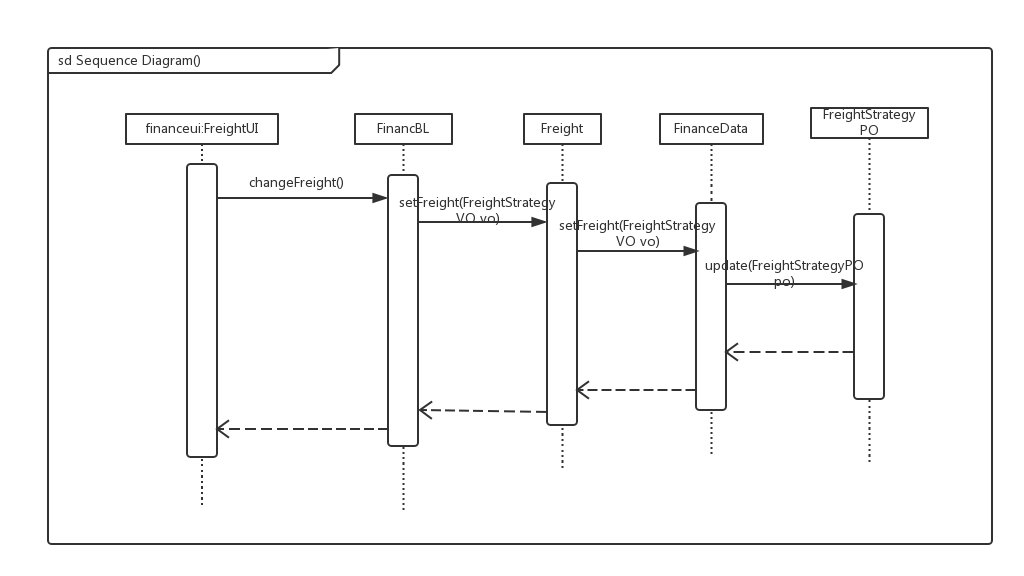 sd Sequence Diagram()
financeui:FreightUI
FinancBL
Freight
FinanceData
FreightStrategy
PO
changeFreight()
setFreight(FreightStrategy
VO vo)
setFreight(FreightStrategy
VO vo)
update(FreightStrategyPO
po)